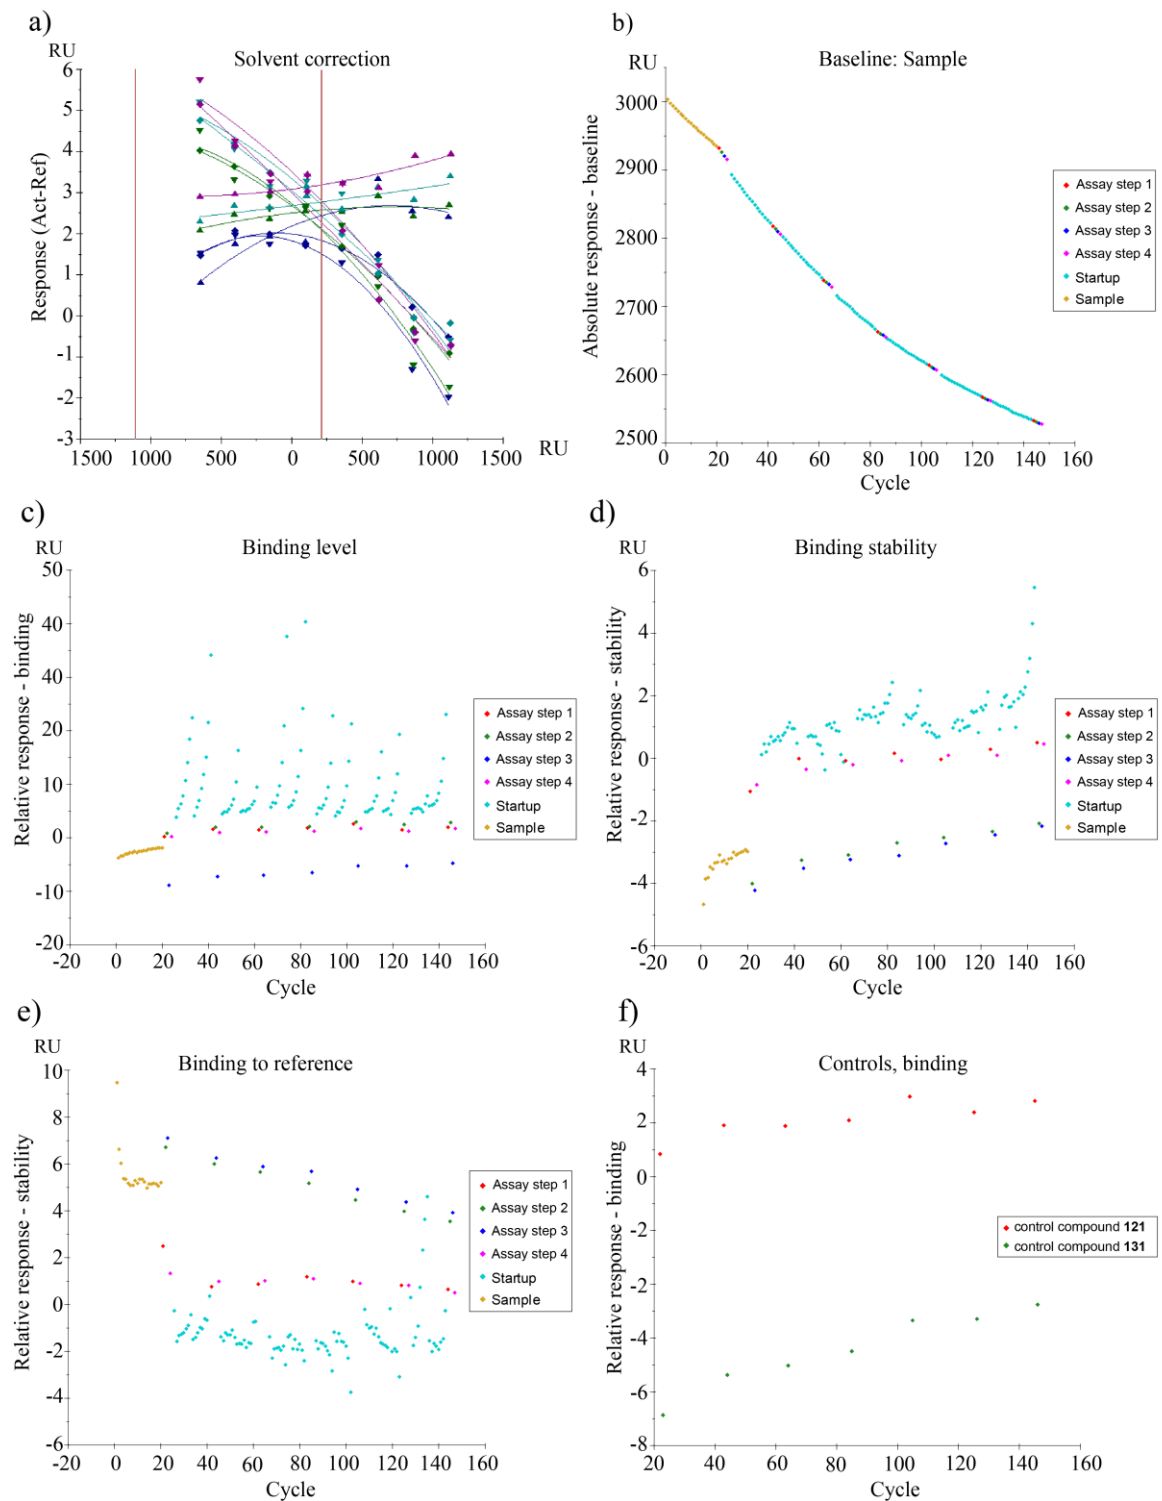 a)
RU
Solvent correction
Response (Act-Ref)
6
5
4
3
2
1
0
-1
-2
-3
1500 1000 500 0 500 1000 1500
RU
b)
RU
Baseline: Sample
Absolute response - baseline
3000
2900
2800
2700
2600
2500
0 20 40 60 80 100 120 140 160
Cycle
Assay step 1
Assay step 2
Assay step 3
Assay step 4
Startup
Sample
c)
RU
Binding level
Relative response - binding
50
40
40
20
10
0
-10
-20
-20 0 20 40 60 80 100 120 140 160
Cycle
Assay step 1
Assay step 2
Assay step 3
Assay step 4
Startup
Sample
d)
RU
Binding stability
Relative response - stability
6
4
2
0
-2
-4
-6
-20 0 20 40 60 80 100 120 140 160
Cycle
Assay step 1
Assay step 2
Assay step 3
Assay step 4
Startup
Sample
e)
RU
Binding to reference
Relative response - stability
10
8
6
4
2
0
-2
-4
-6
-20 0 20 40 60 80 100 120 140 160
Cycle
Assay step 1
Assay step 2
Assay step 3
Assay step 4
Startup
Sample
f)
RU
Controls, binding
Relative response - binding
4
2
0
-2
-4
-6
-8
20 40 60 80 100 120 140 160
Cycle
control compound 121
control compound 131